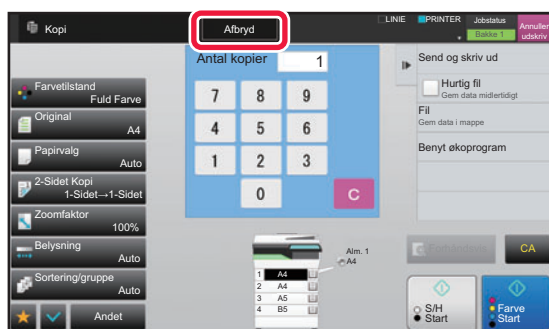 Kopi
Afbryd
LINIE
PRINTER
Jobstatus
Bakke 1
Annuller
udskriv
Antal kopier
1
7 8 9
4 5 6
1 2 3
0 C
Farvetilstand
Fuld Farve
Original
A4
Papirvalg
Auto
2-Sidet Kopi
1-Sidet→1-Sidet
Zoomfaktor
100%
Belysning
Auto
Sortering/gruppe
Auto
Andet
Send og skriv ud
Hurtig fil
Gem data midlertidigt
Fil
Gem data i mappe
Benyt økoprogram
Alm. 1
A4
1 A4
2 A4
3 A5
4 B5
CA
S/H
Start
Farve
Start